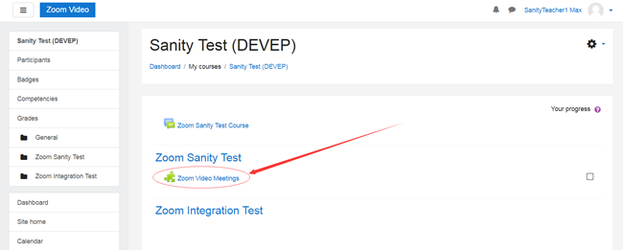 Zoom Video
SanityTeacher1 Max
Sanity Test (DEVEP)
Participants
Badges
Competencies
Grades
General
Zoom Sanity Test
Zoom Integration Test
Dashboard
Site home
Calendar
Sanity Test (DEVEP)
Dashboard / My courses / Sanity Test (DEVEP)
Your progress
Zoom Sanity Test Course
Zoom Sanity Test
Zoom Video Meetings
Zoom Integration Test